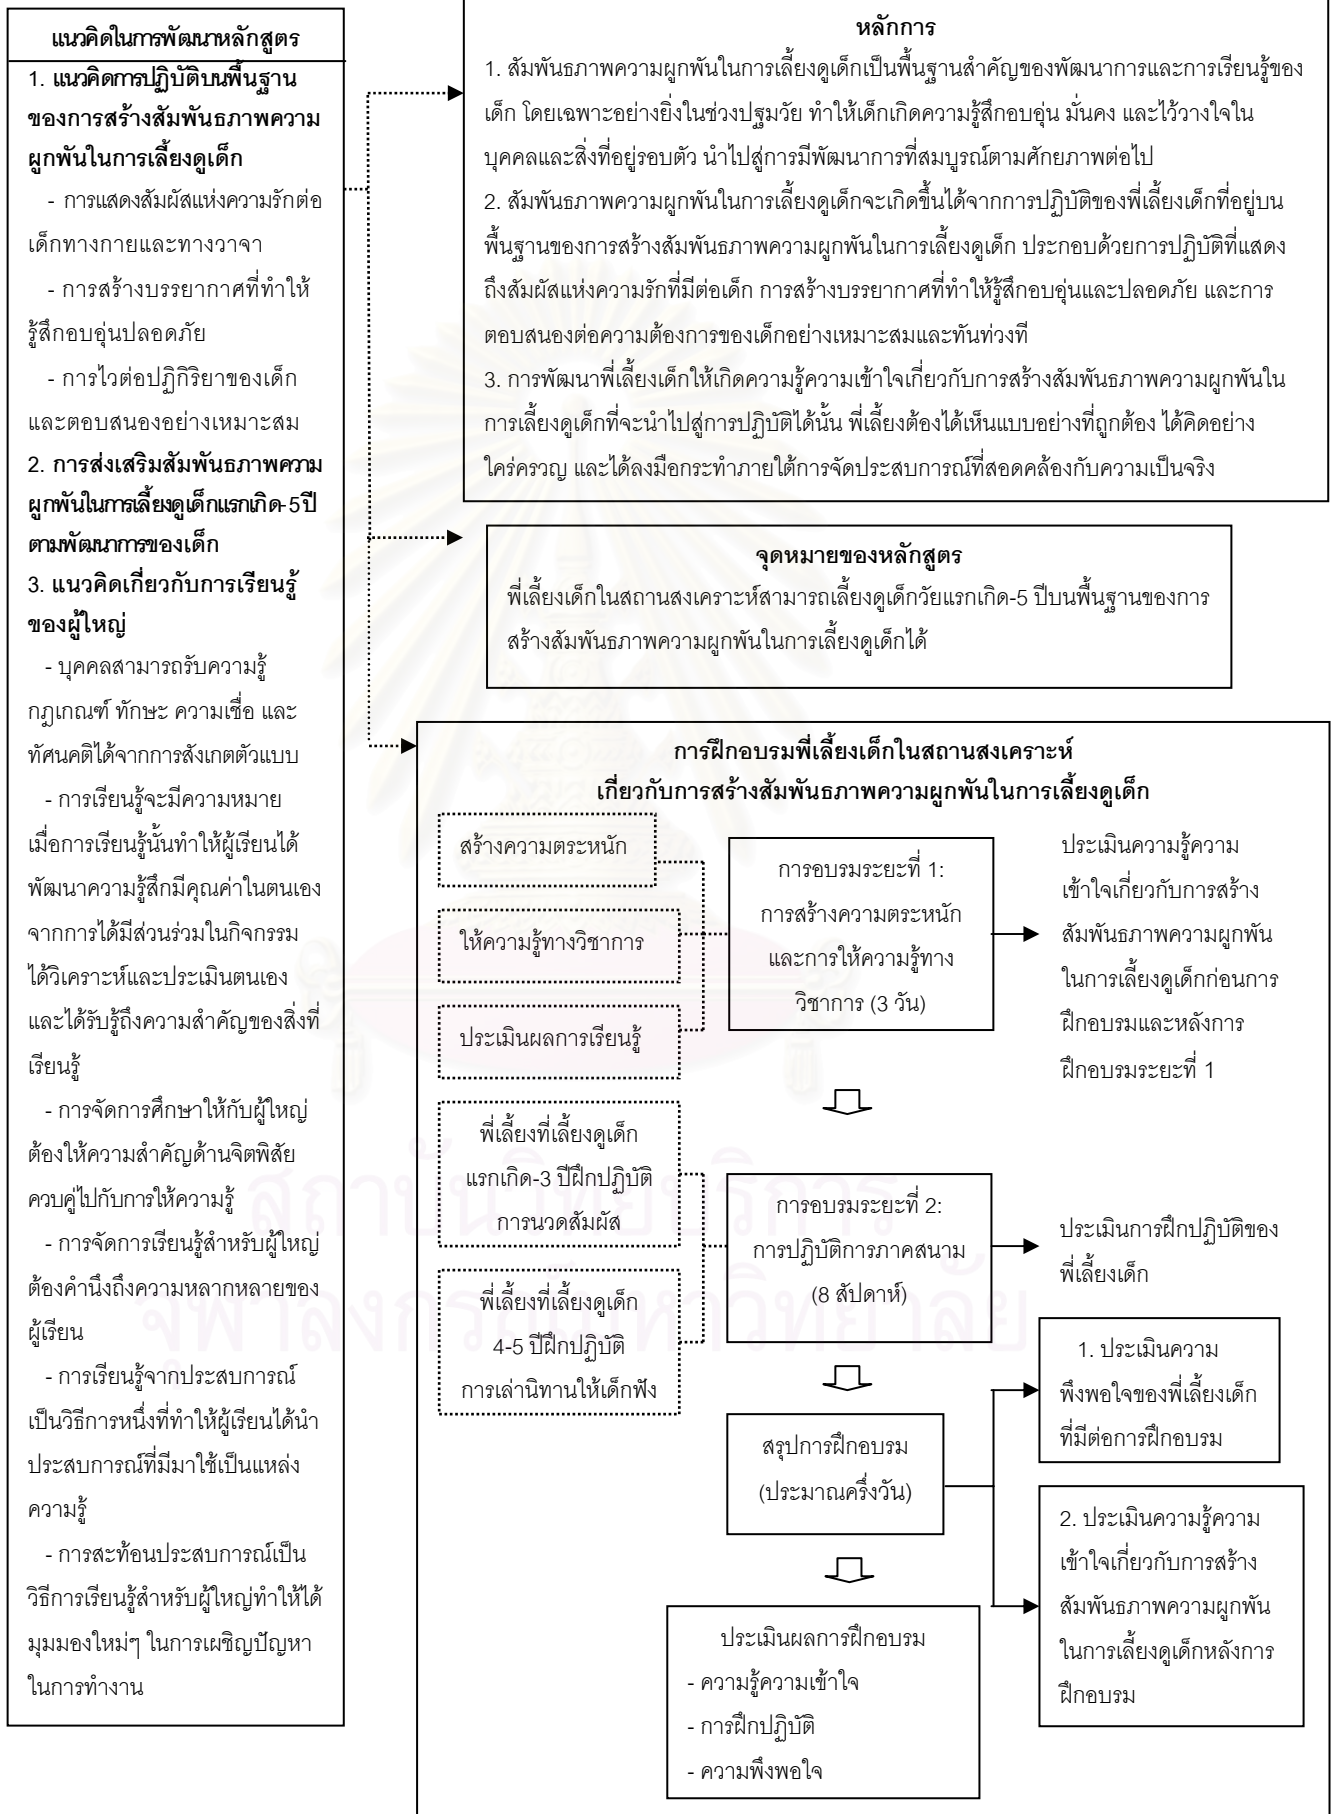 แนวคิดในการพัฒนาหลักสูตร
1. แนวคิดการปฏิบัติบนพื้นฐาน
ของการสร้างสัมพันธภาพความ
ผูกพันในการเลี้ยงดูเด็ก
- การแสดงสัมผัสแห่งความรักต่อ
เด็กทางกายและทางวาจา
- การสร้างบรรยากาศที่ทำให้
รู้สึกอบอุ่นปลอดภัย
- การไวต่อปฏิกิริยาของเด็ก
และตอบสนองอย่างเหมาะสม
2. การส่งเสริมสัมพันธภาพความ
ผูกพันในการเลี้ยงดูเด็กแรกเกิด-5 ปี
ตามพัฒนาการของเด็ก
3. แนวคิดเกี่ยวกับการเรียนรู้
ของผู้ใหญ่
- บุคคลสามารถรับความรู้
กฎเกณฑ์ ทักษะ ความเชื่อ และ
ทัศนคติได้จากการสังเกตตัวแบบ
- การเรียนรู้จะมีความหมาย
เมื่อการเรียนรู้นั้นทำให้ผู้เรียนได้
พัฒนาความรู้สึกมีคุณค่าในตนเอง
จากการได้มีส่วนร่วมในกิจกรรม
ได้วิเคราะห์และประเมินตนเอง
และได้รับรู้ถึงความสำคัญของสิ่งที่
เรียนรู้
- การจัดการศึกษาให้กับผู้ใหญ่
ต้องให้ความสำคัญด้านจิตพิสัย
ควบคู่ไปกับการให้ความรู้
- การจัดการเรียนรู้สำหรับผู้ใหญ่
ต้องคำนึงถึงความหลากหลายของ
ผู้เรียน
- การเรียนรู้จากประสบการณ์
เป็นวิธีการหนึ่งที่ทำให้ผู้เรียนได้นำ
ประสบการณ์ที่มีมาใช้เป็นแหล่ง
ความรู้
- การสะท้อนประสบการณ์เป็น
วิธีการเรียนรู้สำหรับผู้ใหญ่ทำให้ได้
มุมมองใหม่ๆ ในการเผชิญปัญหา
ในการทำงาน
หลักการ
1. สัมพันธภาพความผูกพันในการเลี้ยงดูเด็กเป็นพื้นฐานสำคัญของพัฒนาการและการเรียนรู้ของ
เด็ก โดยเฉพาะอย่างยิ่งในช่วงปฐมวัย ทำให้เด็กเกิดความรู้สึกอบอุ่น มั่นคง และไว้วางใจใน
บุคคลและสิ่งที่อยู่รอบตัว นำไปสู่การมีพัฒนาการที่สมบูรณ์ตามศักยภาพต่อไป
2. สัมพันธภาพความผูกพันในการเลี้ยงดูเด็กจะเกิดขึ้นได้จากการปฏิบัติของพี่เลี้ยงเด็กที่อยู่บน
พื้นฐานของการสร้างสัมพันธภาพความผูกพันในการเลี้ยงดูเด็ก ประกอบด้วยการปฏิบัติที่แสดง
ถึงสัมผัสแห่งความรักที่มีต่อเด็ก การสร้างบรรยากาศที่ทำให้รู้สึกอบอุ่นและปลอดภัย และการ
ตอบสนองต่อความต้องการของเด็กอย่างเหมาะสมและทันท่วงที
3. การพัฒนาพี่เลี้ยงเด็กให้เกิดความรู้ความเข้าใจเกี่ยวกับการสร้างสัมพันธภาพความผูกพันใน
การเลี้ยงดูเด็กที่จะนำไปสู่การปฏิบัติได้นั้น พี่เลี้ยงต้องได้เห็นแบบอย่างที่ถูกต้อง ได้คิดอย่าง
ใคร่ครวญ และได้ลงมือกระทำภายใต้การจัดประสบการณ์ที่สอดคล้องกับความเป็นจริง
จุดหมายของหลักสูตร
พี่เลี้ยงเด็กในสถานสงเคราะห์สามารถเลี้ยงดูเด็กวัยแรกเกิด-5 ปีบนพื้นฐานของการ
สร้างสัมพันธภาพความผูกพันในการเลี้ยงดูเด็กได้
การฝึกอบรมพี่เลี้ยงเด็กในสถานสงเคราะห์
เกี่ยวกับการสร้างสัมพันธภาพความผูกพันในการเลี้ยงดูเด็ก
สร้างความตระหนัก
ให้ความรู้ทางวิชาการ
ประเมินผลการเรียนรู้
การอบรมระยะที่ 1:
การสร้างความตระหนัก
และการให้ความรู้ทาง
วิชาการ (3 วัน)
ประเมินความรู้ความ
เข้าใจเกี่ยวกับการสร้าง
สัมพันธภาพความผูกพัน
ในการเลี้ยงดูเด็กก่อนการ
ฝึกอบรมและหลังการ
ฝึกอบรมระยะที่ 1
พี่เลี้ยงที่เลี้ยงดูเด็ก
แรกเกิด-3 ปีฝึกปฏิบัติ
การนวดสัมผัส
พี่เลี้ยงที่เลี้ยงดูเด็ก
4-5 ปีฝึกปฏิบัติ
การเล่านิทานให้เด็กฟัง
การอบรมระยะที่ 2:
การปฏิบัติการภาคสนาม
(8 สัปดาห์)
ประเมินการฝึกปฏิบัติของ
พี่เลี้ยงเด็ก
สรุปการฝึกอบรม
(ประมาณครึ่งวัน)
1. ประเมินความ
พึงพอใจของพี่เลี้ยงเด็ก
ที่มีต่อการฝึกอบรม
2. ประเมินความรู้ความ
เข้าใจเกี่ยวกับการสร้าง
สัมพันธภาพความผูกพัน
ในการเลี้ยงดูเด็กหลังการ
ฝึกอบรม
ประเมินผลการฝึกอบรม
- ความรู้ความเข้าใจ
- การฝึกปฏิบัติ
- ความพึงพอใจ
สถาบันวิทยบริการ
จุฬาลงกรณ์มหาวิทยาลัย